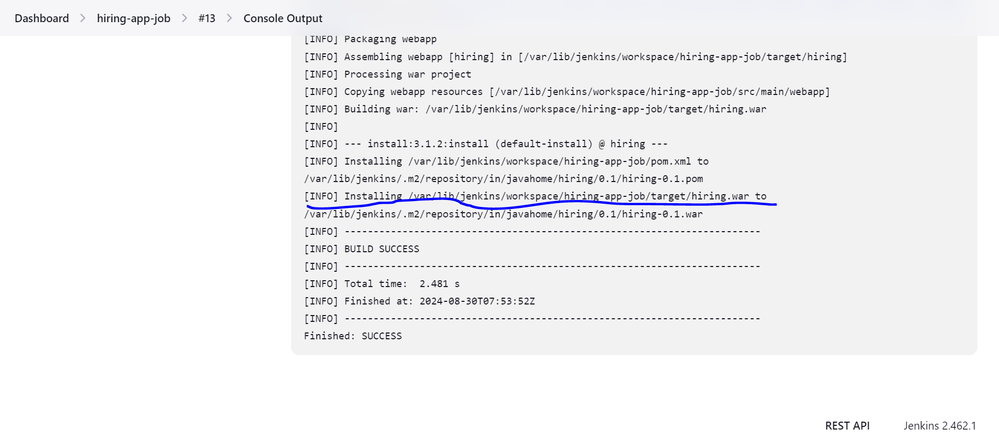 Dashboard > hiring-app-job > #13 > Console Output
[INFO] Packaging webapp
[INFO] Assembling webapp [hiring] in [/var/lib/jenkins/workspace/hiring-app-job/target/hiring]
[INFO] Processing war project
[INFO] Copying webapp resources [/var/lib/jenkins/workspace/hiring-app-job/src/main/webapp]
[INFO] Building war: /var/lib/jenkins/workspace/hiring-app-job/target/hiring.war
[INFO]
[INFO] --- install:3.1.2:install (default-install) @ hiring ---
[INFO] Installing /var/lib/jenkins/workspace/hiring-app-job/pom.xml to
/var/lib/jenkins/.m2/repository/in/javahome/hiring/0.1/hiring-0.1.pom
[INFO] Installing /var/lib/jenkins/workspace/hiring-app-job/target/hiring.war to
/var/lib/jenkins/.m2/repository/in/javahome/hiring/0.1/hiring-0.1.war
[INFO] ------------------------------------------------------------------------
[INFO] BUILD SUCCESS
[INFO] ------------------------------------------------------------------------
[INFO] Total time:  2.481 s
[INFO] Finished at: 2024-08-30T07:53:52Z
[INFO] ------------------------------------------------------------------------
Finished: SUCCESS
REST API Jenkins 2.462.1